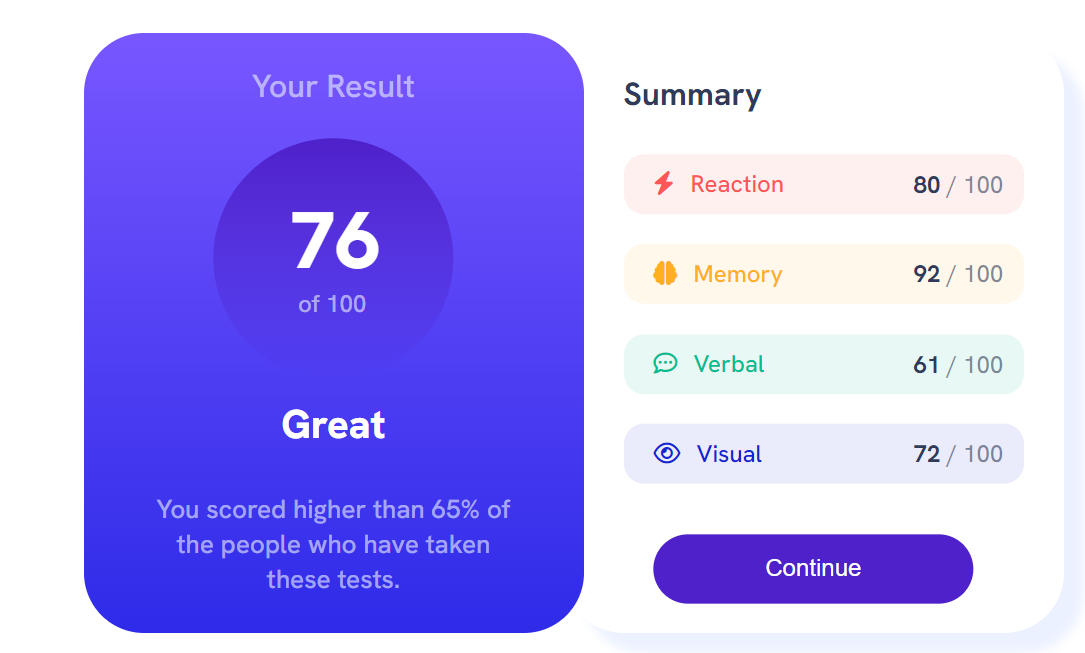 Your Result
76
of 100
Great
You scored higher than 65% of
the people who have taken
these tests.
Summary
Reaction 80 / 100
Memory 92 / 100
Verbal 61 / 100
Visual 72 / 100
Continue